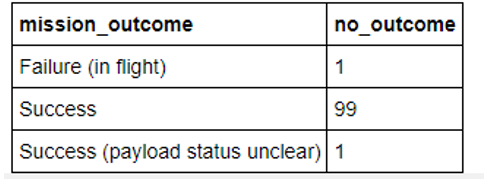 mission_outcome no_outcome
Failure (in flight) 1
Success 99
Success (payload status unclear) 1